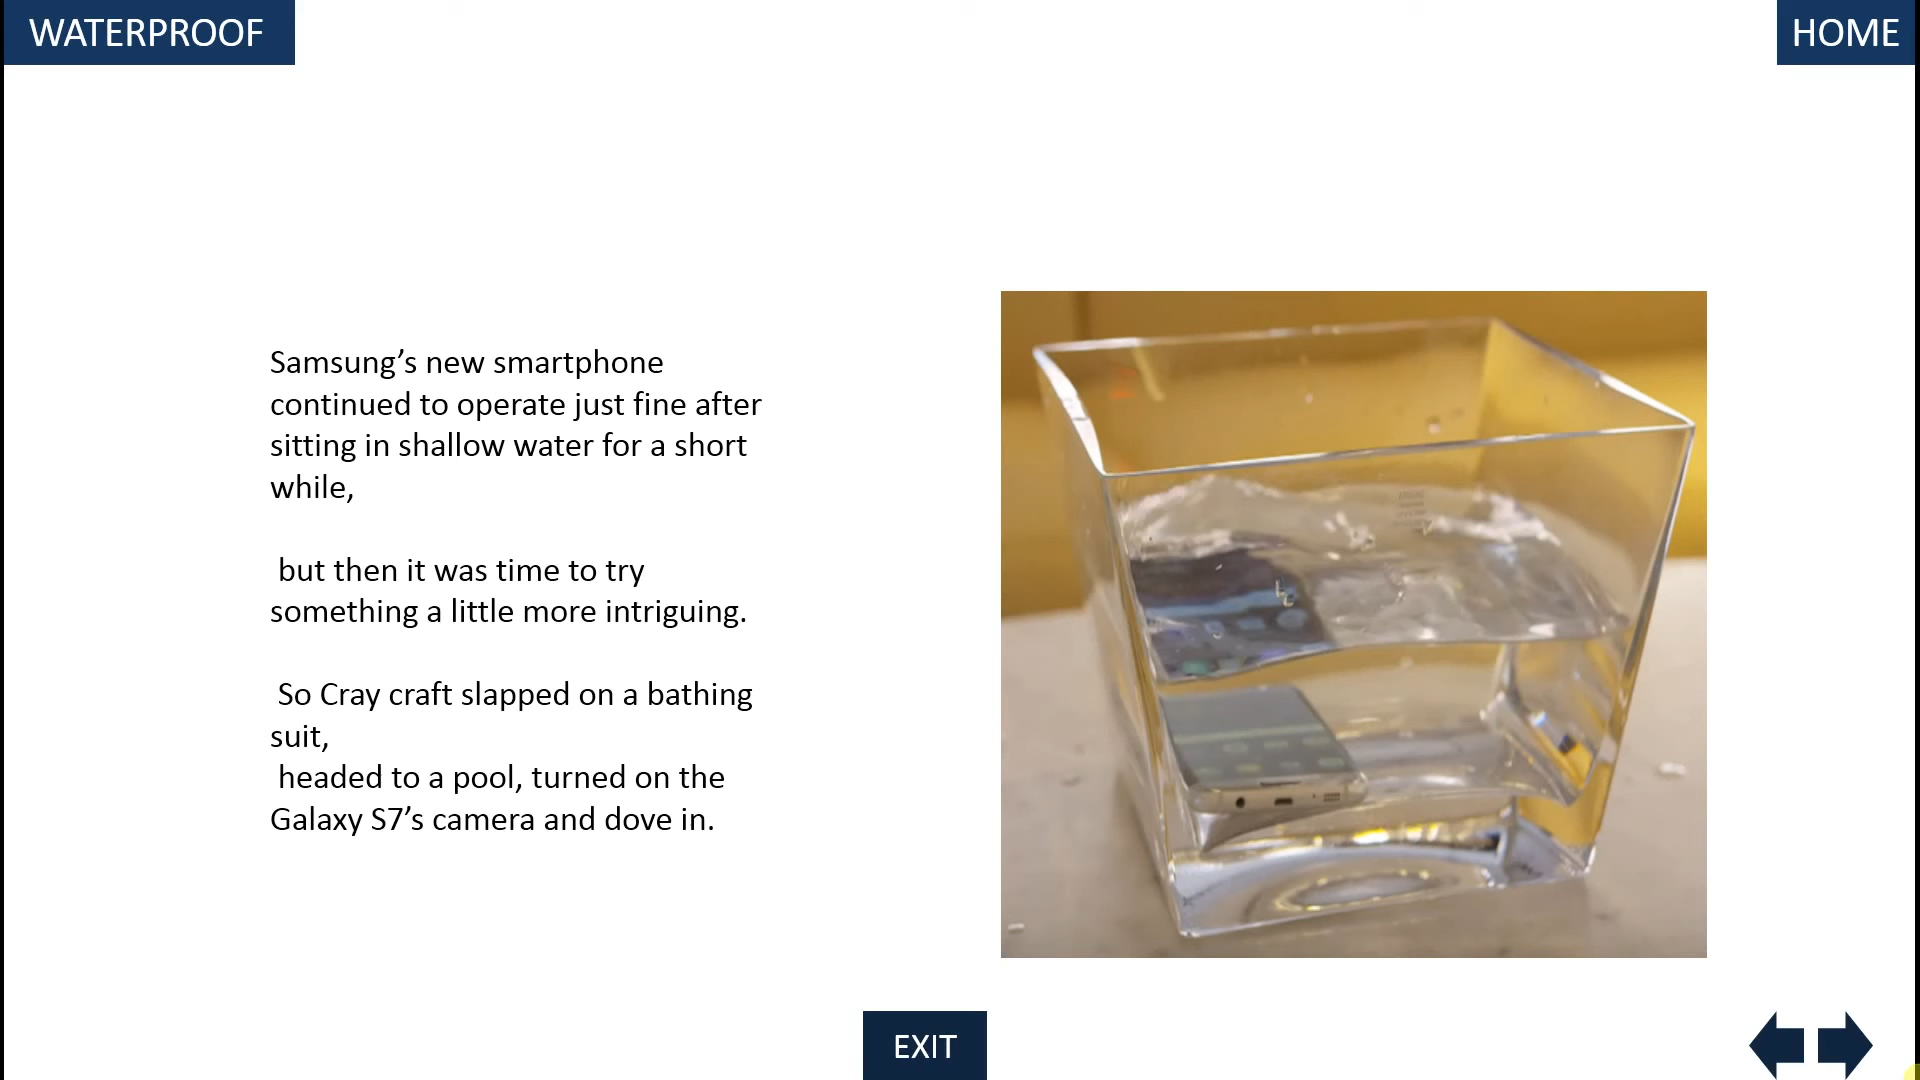 WATERPROOF
HOME
Samsung’s new smartphone
continued to operate just fine after
sitting in shallow water for a short
while,
but then it was time to try
something a little more intriguing.
So Cray craft slapped on a bathing
suit,
headed to a pool, turned on the
Galaxy S7’s camera and dove in.
EXIT